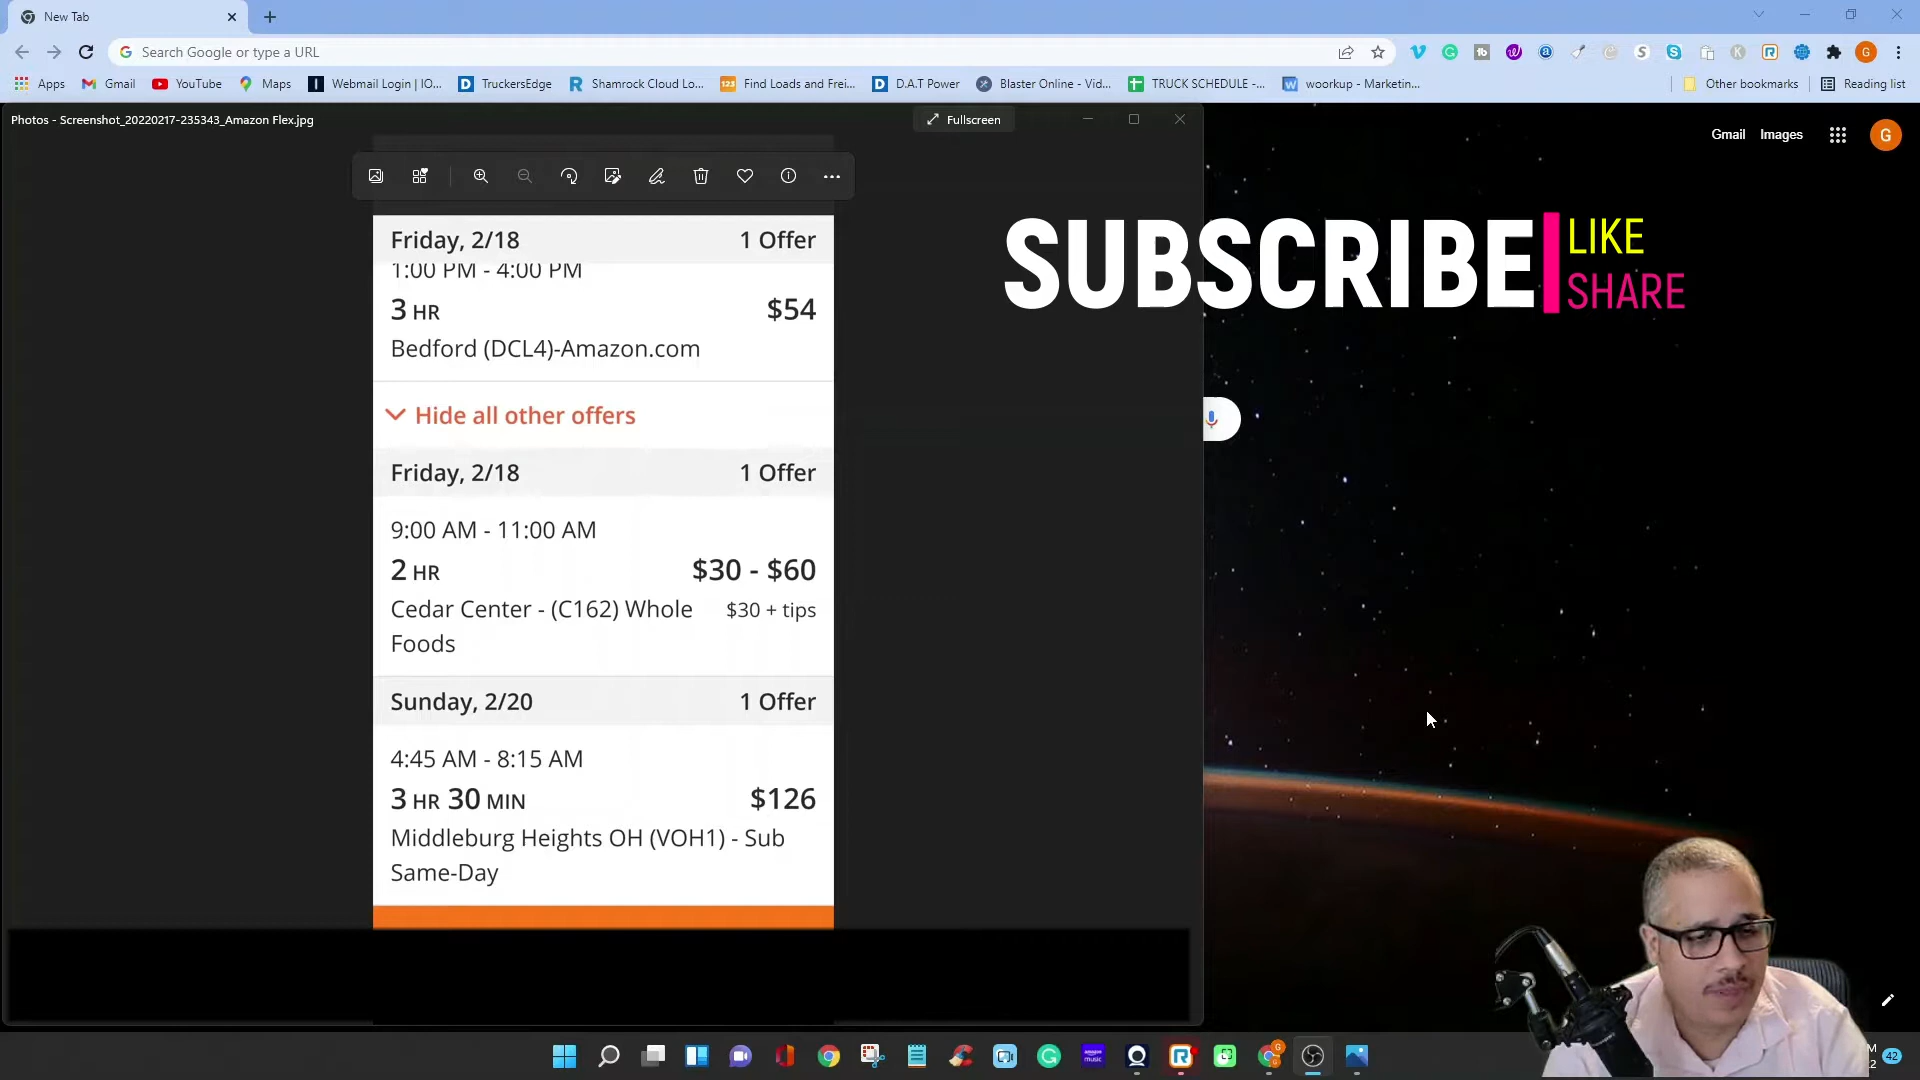 New Tab
Search Google or type a URL
Apps
Gmail
YouTube
Maps
Webmail Login | IO...
TruckersEdge
Shamrock Cloud Lo...
Find Loads and Frei...
D.A.T Power
Blaster Online - Vid...
TRUCK SCHEDULE -...
woorkup - Marketin...
Other bookmarks
Reading list
Photos - Screenshot_20220217-235343_Amazon Flex.jpg
Fullscreen
Gmail
Images
G
SUBSCRIBE
LIKE
SHARE
Friday, 2/18 1 Offer
1:00 PM - 4:00 PM
3 HR $54
Bedford (DCL4)-Amazon.com
Hide all other offers
Friday, 2/18 1 Offer
9:00 AM - 11:00 AM
2 HR $30 - $60
Cedar Center - (C162) Whole $30 + tips
Foods
Sunday, 2/20 1 Offer
4:45 AM - 8:15 AM
3 HR 30 MIN $126
Middleburg Heights OH (VOH1) - Sub
Same-Day
42